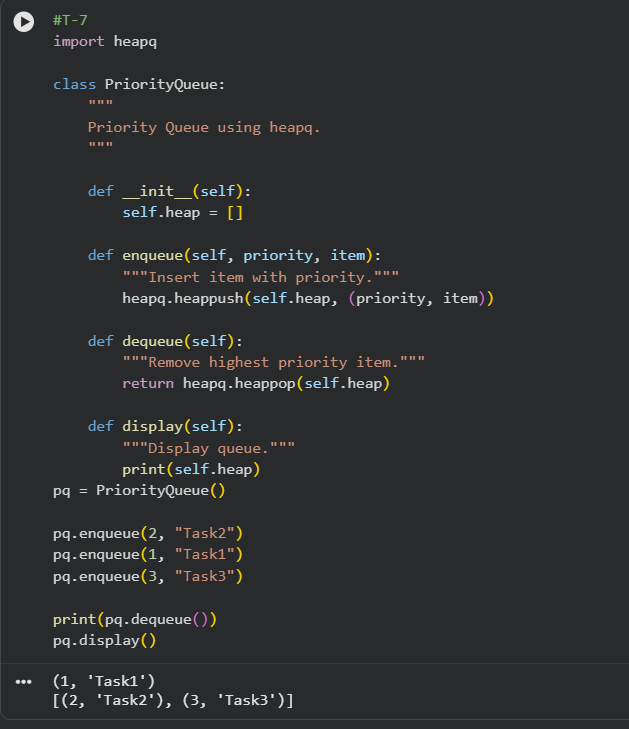 #T-7
import heapq
class PriorityQueue:
"""
Priority Queue using heapq.
"""
def __init__(self):
self.heap = []
def enqueue(self, priority, item):
"""Insert item with priority."""
heapq.heappush(self.heap, (priority, item))
def dequeue(self):
"""Remove highest priority item."""
return heapq.heappop(self.heap)
def display(self):
"""Display queue."""
print(self.heap)
pq = PriorityQueue()
pq.enqueue(2, "Task2")
pq.enqueue(1, "Task1")
pq.enqueue(3, "Task3")
print(pq.dequeue())
pq.display()
(1, 'Task1')
[(2, 'Task2'), (3, 'Task3')]